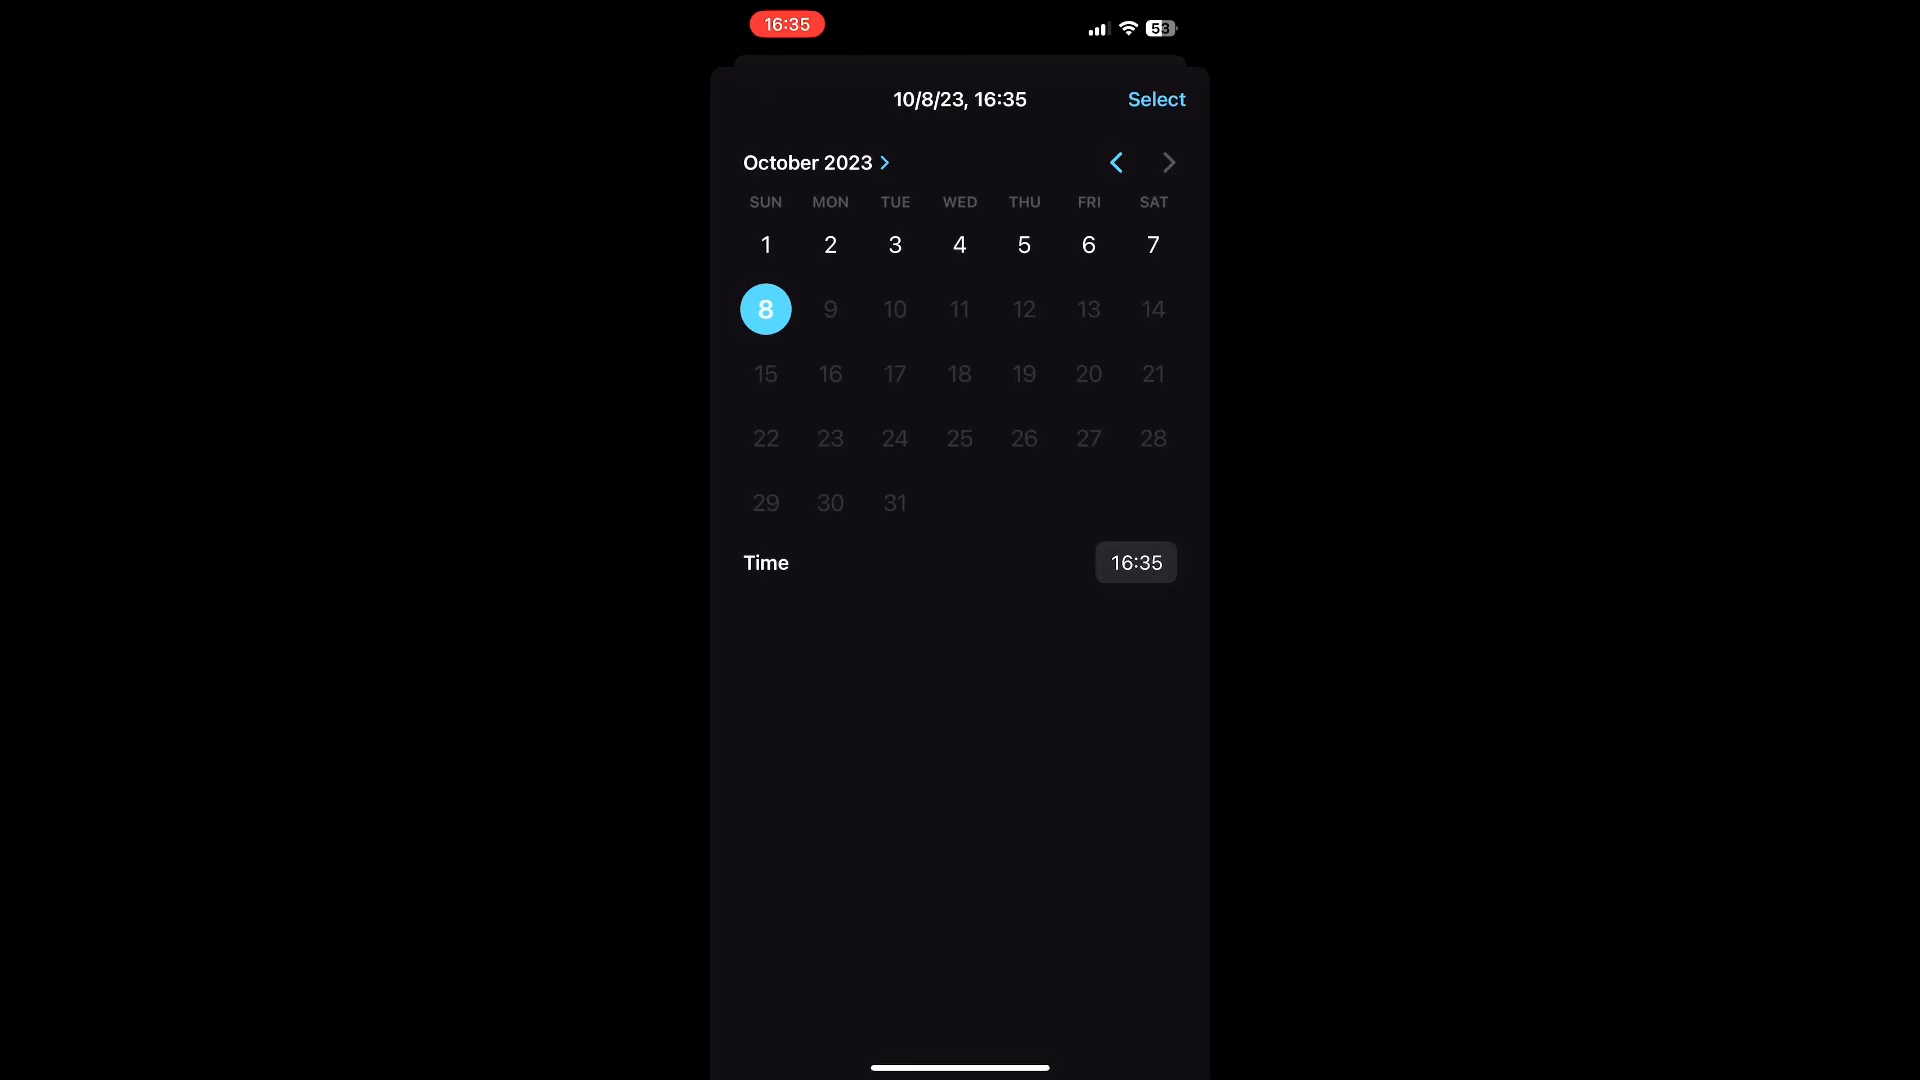 16:35
53
10/8/23, 16:35 Select
October 2023
SUN MON TUE WED THU FRI SAT
1 2 3 4 5 6 7
8 9 10 11 12 13 14
15 16 17 18 19 20 21
22 23 24 25 26 27 28
29 30 31
Time 16:35